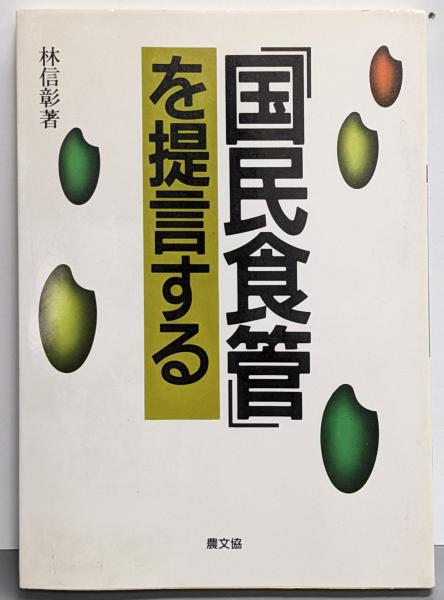 「国民食管」
を提言する
林信彰著
農文協